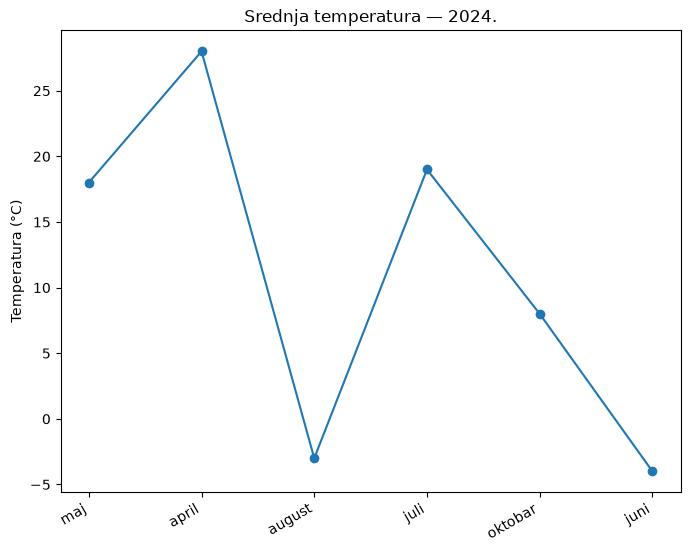 Srednja temperatura — 2024.
Temperatura (°C)
25
20
15
10
5
0
−5
maj
april
august
juli
oktobar
juni